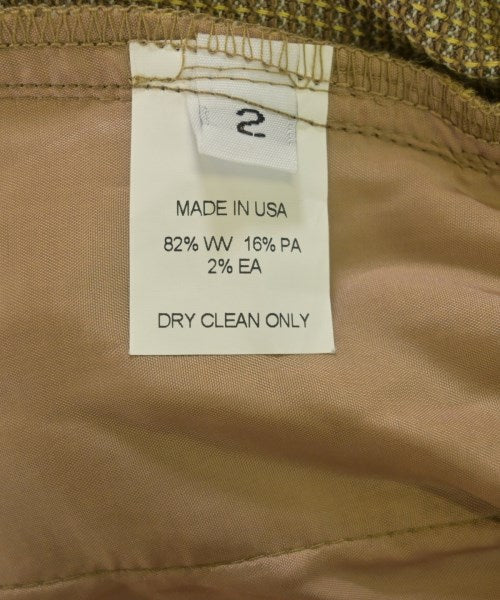 2
MADE IN USA
82% WV 16% PA
2% EA
DRY CLEAN ONLY